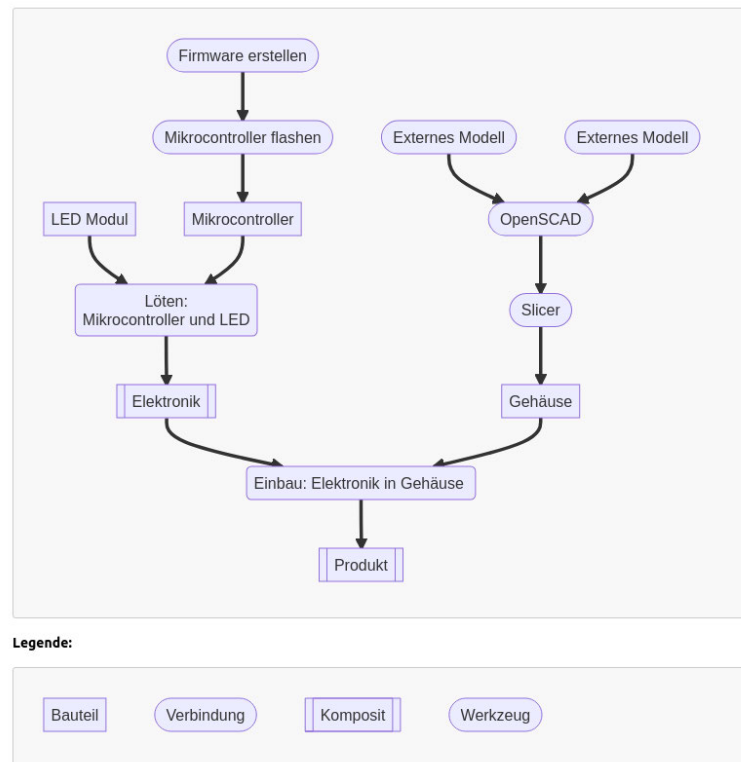 Firmware erstellen
Mikrocontroller flashen
Externes Modell
Externes Modell
LED Modul
Mikrocontroller
OpenSCAD
Löten:
Mikrocontroller und LED
Slicer
Elektronik
Gehäuse
Einbau: Elektronik in Gehäuse
Produkt
Legende:
Bauteil
Verbindung
Komposit
Werkzeug